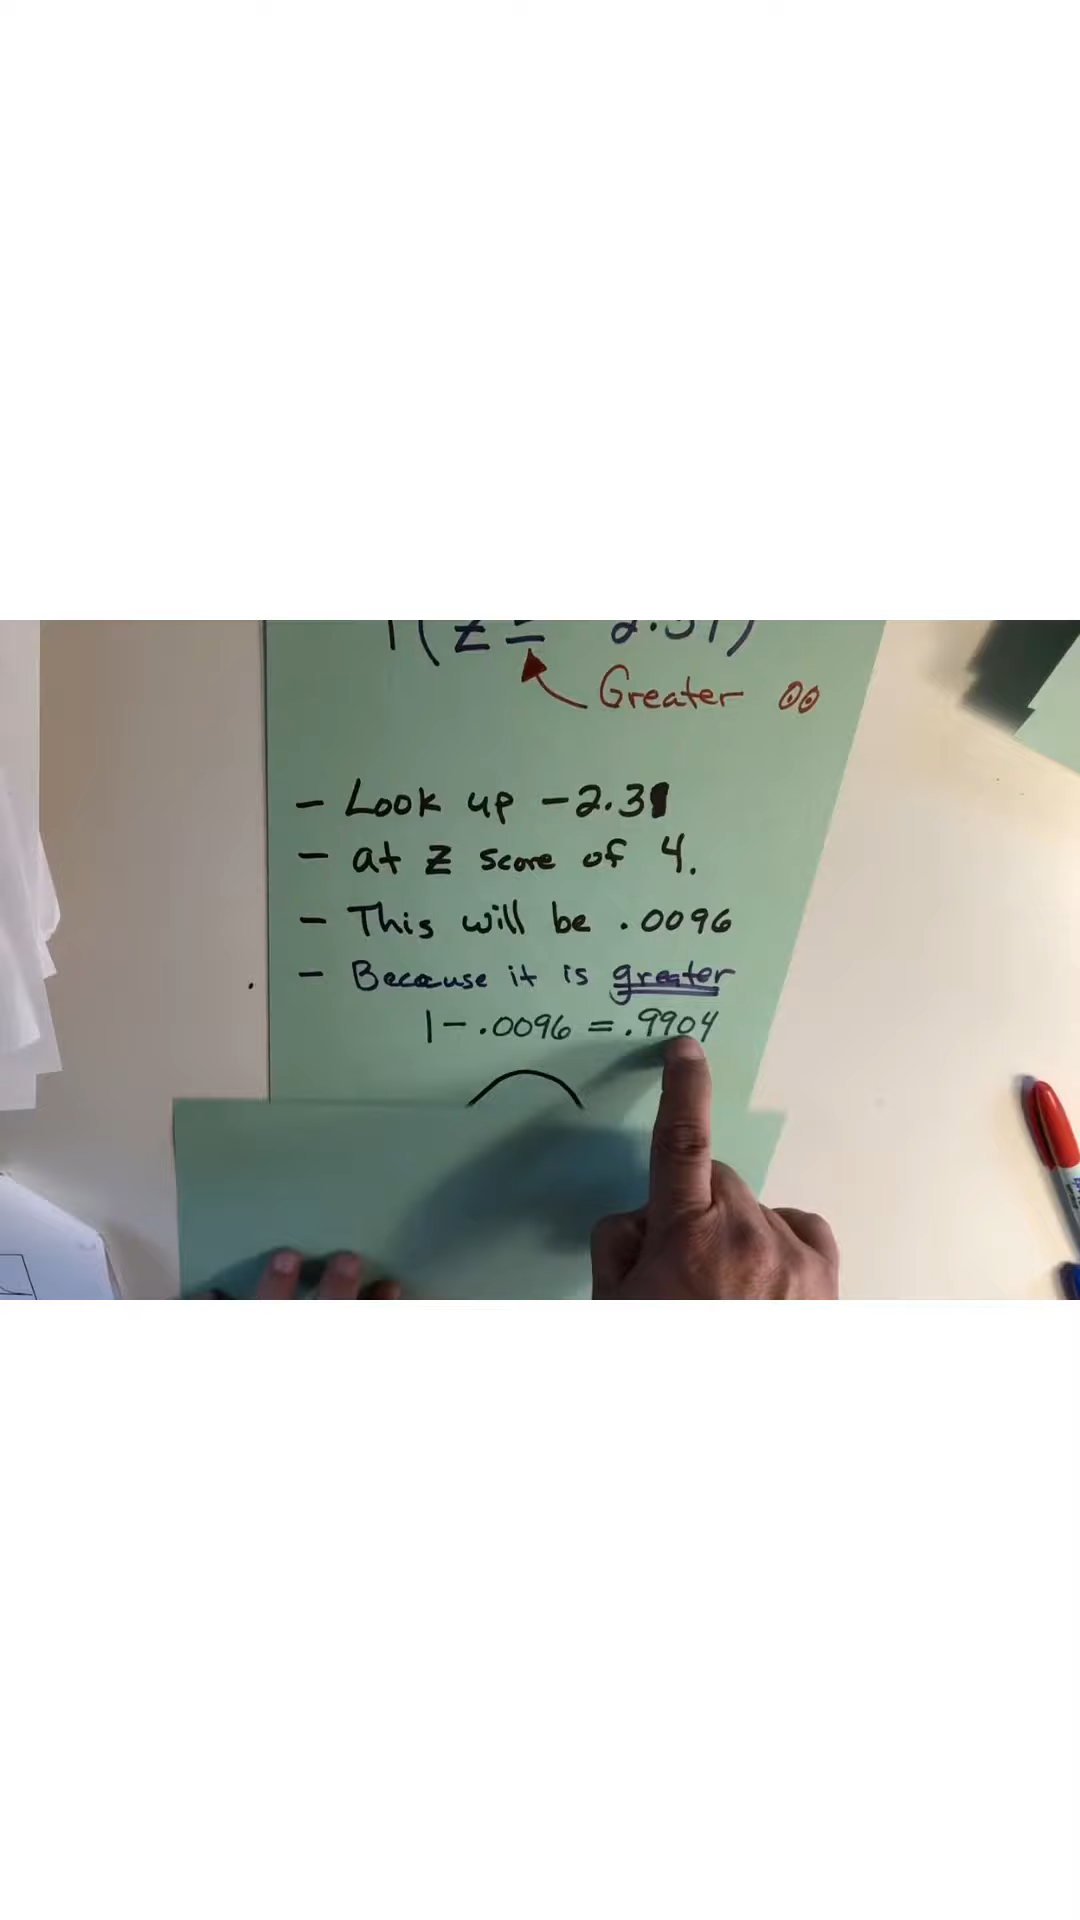 Greater
- Look up -2.3
- at Z score of 4.
- This will be .0096
- Because it is greater
1 - .0096 = .9904